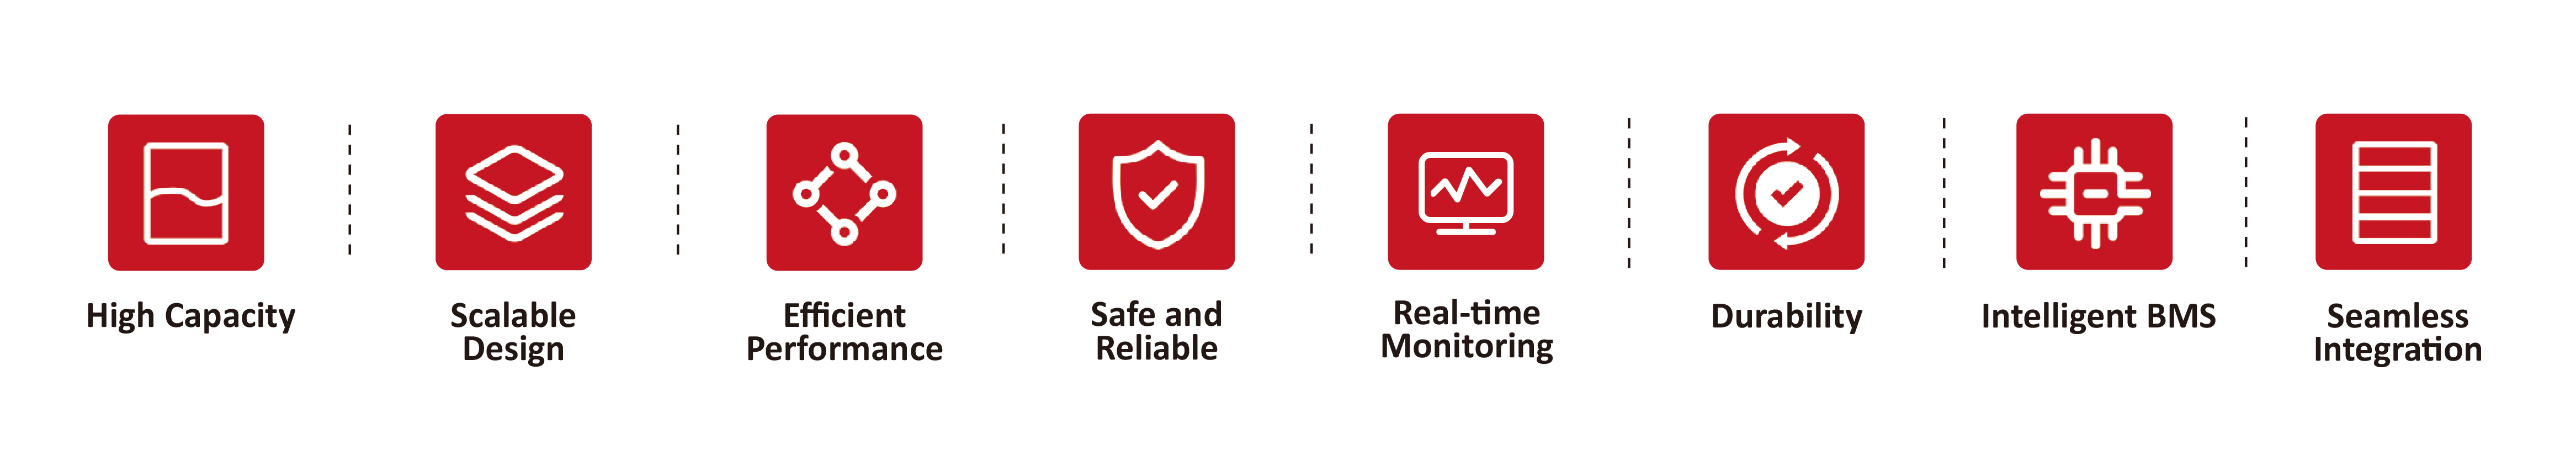 High Capacity
Scalable
Design
Efficient
Performance
Safe and
Reliable
Real-time
Monitoring
Durability
Intelligent BMS
Seamless
Integration